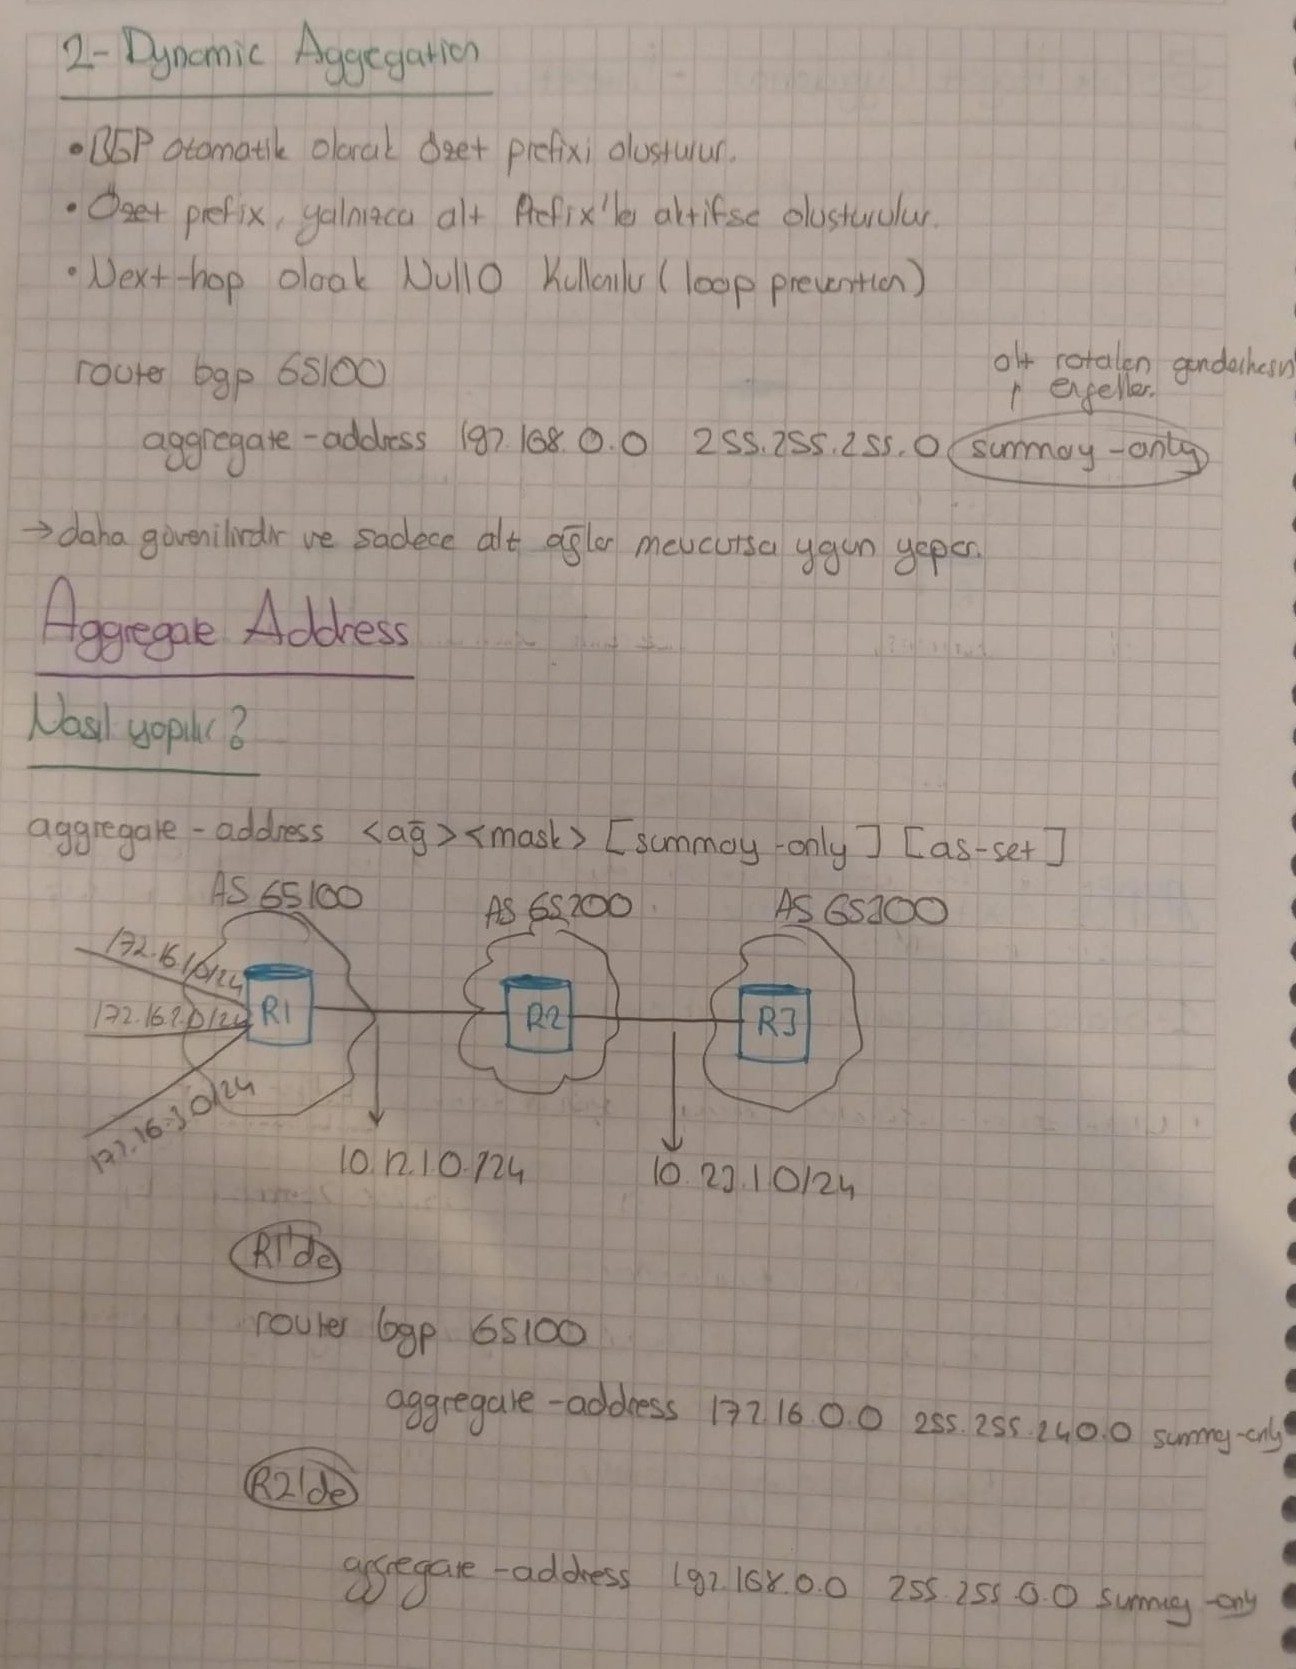 2- Dynamic Aggregation
• BGP otomatik olarak özet prefixi oluşturur.
• Özet prefix, yalnızca alt Prefix'ler aktifse oluşturulur.
• Next-hop olarak Null0 Kullanılır (loop prevention)
router bgp 65100
alt rotaların göndermesini
engeller.
aggregate-address 192.168.0.0 255.255.255.0 summary-only
→ daha güvenilirdir ve sadece alt ağlar mevcutsa yayın yapar.
Aggregate Address
Nasıl yapılır?
aggregate-address <ağ> <mask> [summary-only] [as-set]
AS 65100 AS 65200 AS 65300
172.16.1.0/24
172.16.2.0/24 R1 R2 R3
172.16.3.0/24
10.12.1.0/24 10.23.1.0/24
R1'de
router bgp 65100
aggregate-address 172.16.0.0 255.255.240.0 summary-only
R2'de
aggregate-address 192.168.0.0 255.255.0.0 summary-only